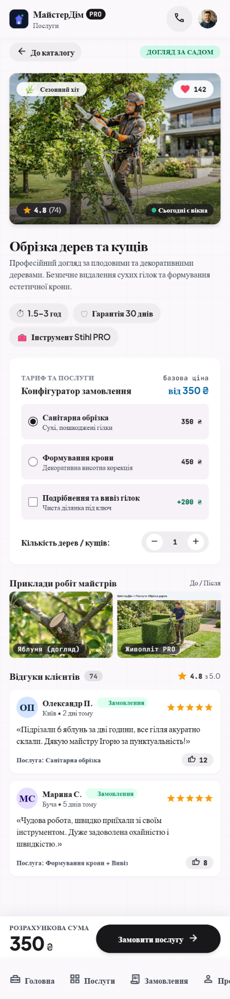 МайстерДім PRO
Послуги
До каталогу
ДОГЛЯД ЗА САДОМ
Сезонний хіт
142
4.8 (74)
Сьогодні є вікна
Обрізка дерев та кущів
Професійний догляд за плодовими та декоративними
деревами. Безпечне видалення сухих гілок та формування
естетичної крони.
1.5–3 год
Гарантія 30 днів
Інструмент Stihl PRO
ТАРИФ ТА ПОСЛУГИ
базова ціна
Конфігуратор замовлення
від 350 ₴
Санітарна обрізка
350 ₴
Сухі, пошкоджені гілки
Формування крони
450 ₴
Декоративна висотна корекція
Подрібнення та вивіз гілок
+200 ₴
Чиста ділянка під ключ
Кількість дерев / кущів:
− 1 +
Приклади робіт майстрів
До / Після
МайстерДім — Послуга: Обрізка дерев.
Яблуня (догляд)
Живопліт PRO
Відгуки клієнтів 74
4.8 з 5.0
ОП
Олександр П. Замовлення
Київ • 2 дні тому
«Підрізали 6 яблунь за дві години, все гілля акуратно
склали. Дякую майстру Ігорю за пунктуальність!»
Послуга: Санітарна обрізка
12
МС
Марина С. Замовлення
Буча • 5 днів тому
«Чудова робота, швидко приїхали зі своїм
інструментом. Дуже задоволена охайністю і
швидкістю.»
Послуга: Формування крони + Вивіз
8
РОЗРАХУНКОВА СУМА
350 ₴
Замовити послугу
Головна
Послуги
Замовлення
Про